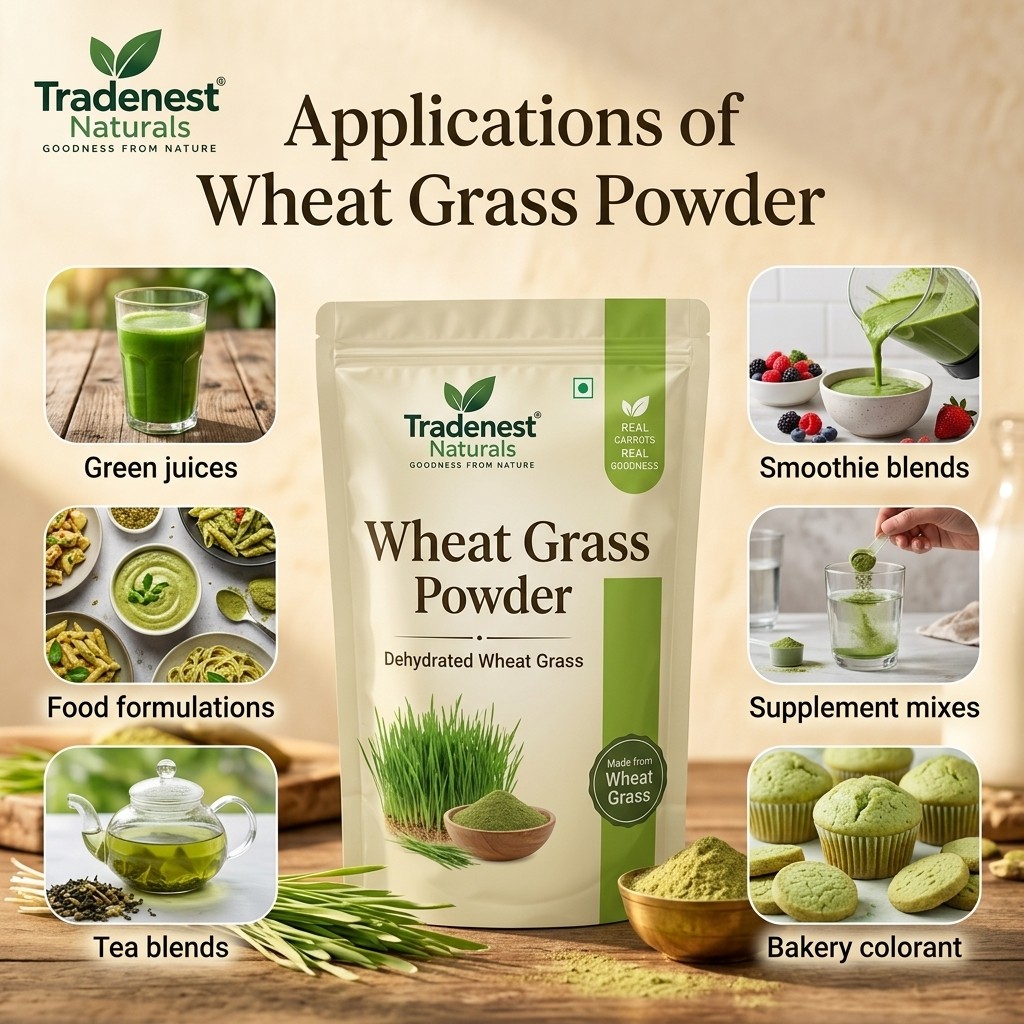 Tradenest®
Naturals
GOODNESS FROM NATURE
Applications of
Wheat Grass Powder
Green juices
Food formulations
Tea blends
Tradenest®
Naturals
GOODNESS FROM NATURE
REAL
CARROTS
REAL
GOODNESS
Wheat Grass
Powder
Dehydrated Wheat Grass
Made from
Wheat
Grass
Smoothie blends
Supplement mixes
Bakery colorant